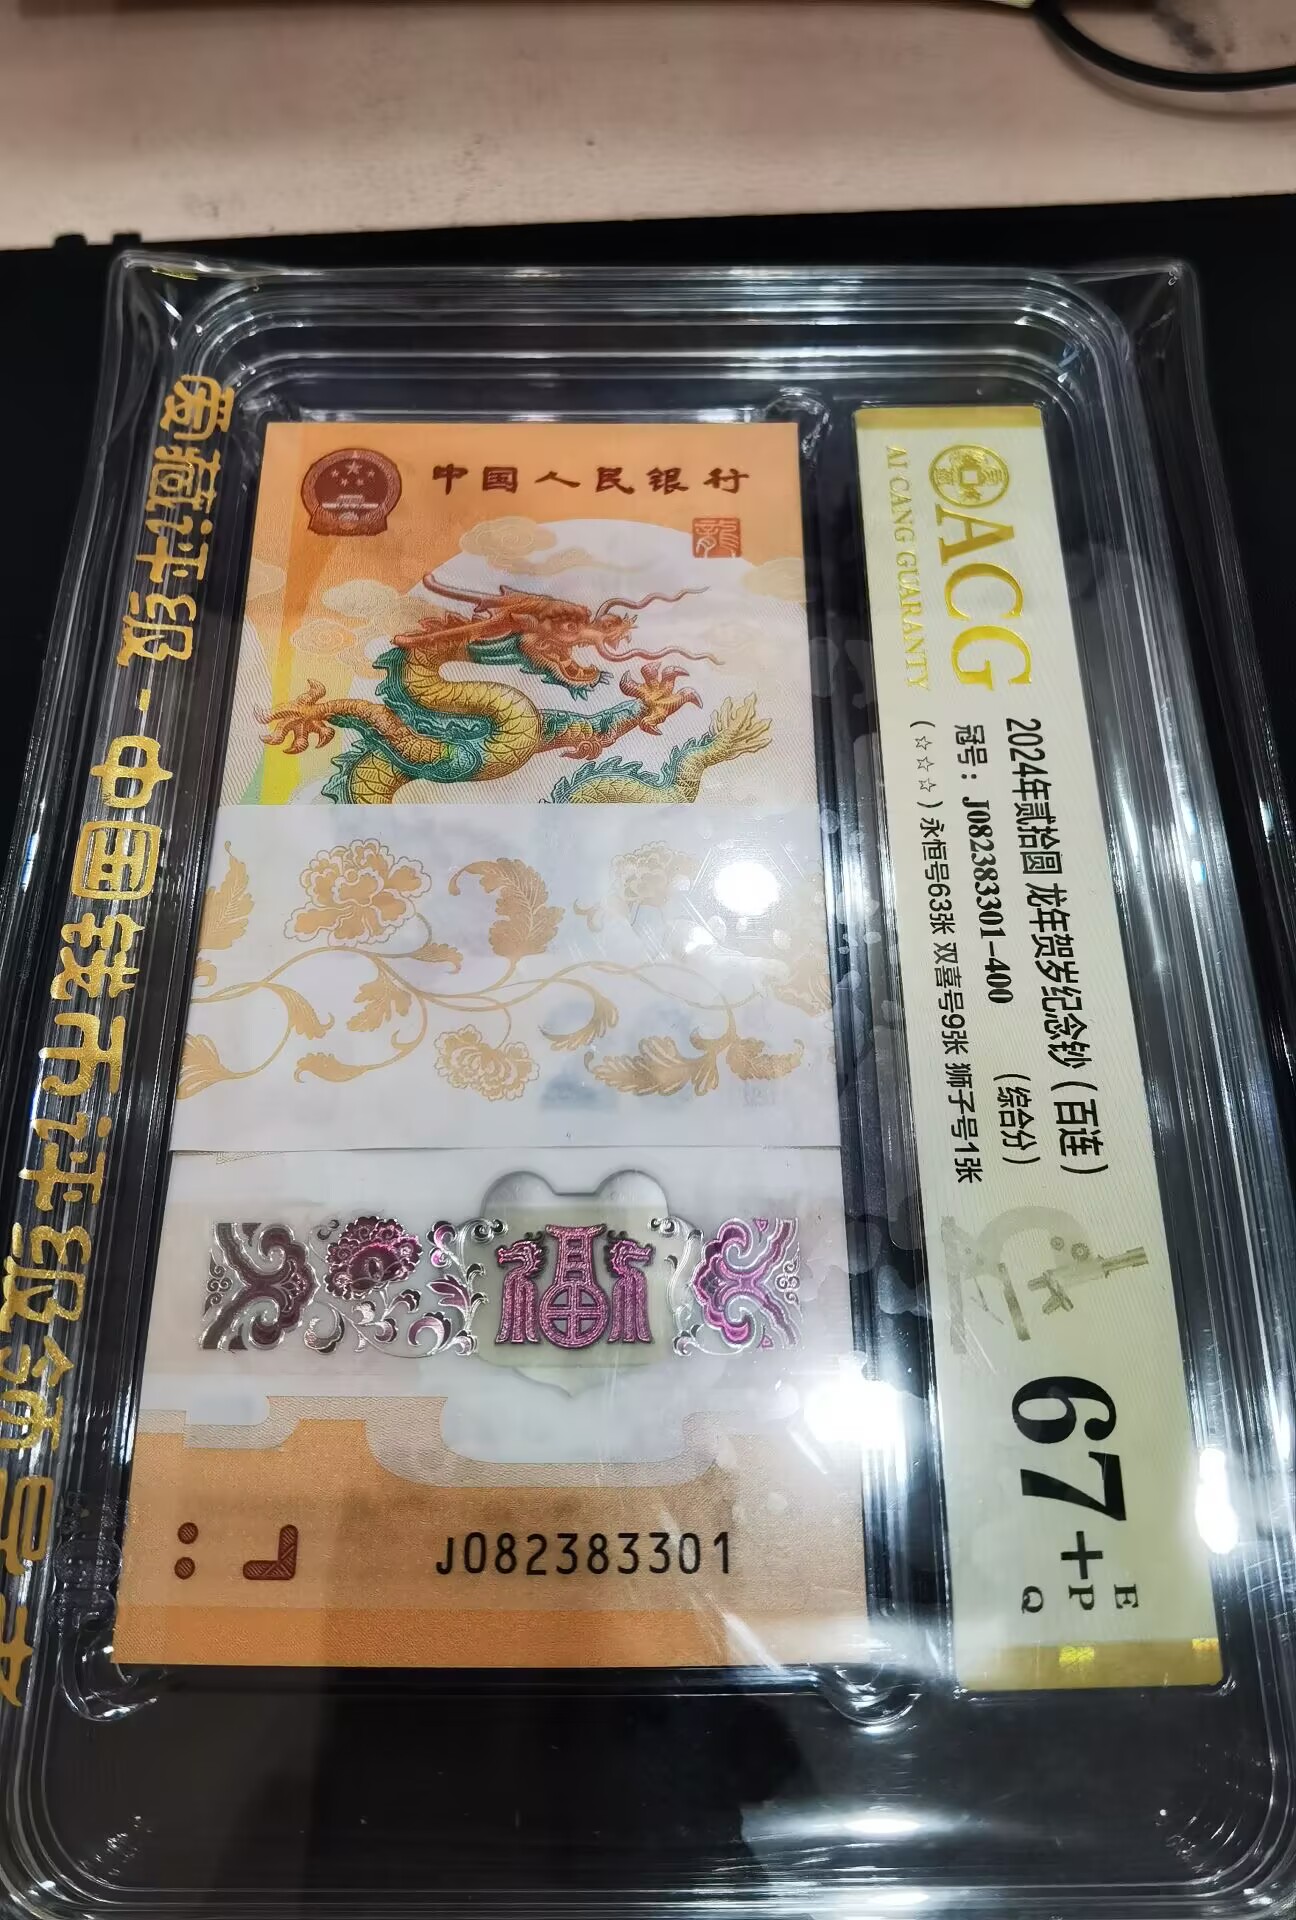 爱藏评级-中国钱币评级领导者
中国人民银行
龍
福
J082383301
ACG
AI CANG GUARANTY
2024年贰拾圆 龙年贺岁纪念钞（百连）
冠号：J082383301-400 （综合分）
（☆☆☆）永恒号63张 双喜号9张 狮子号1张
67+
E
P
Q